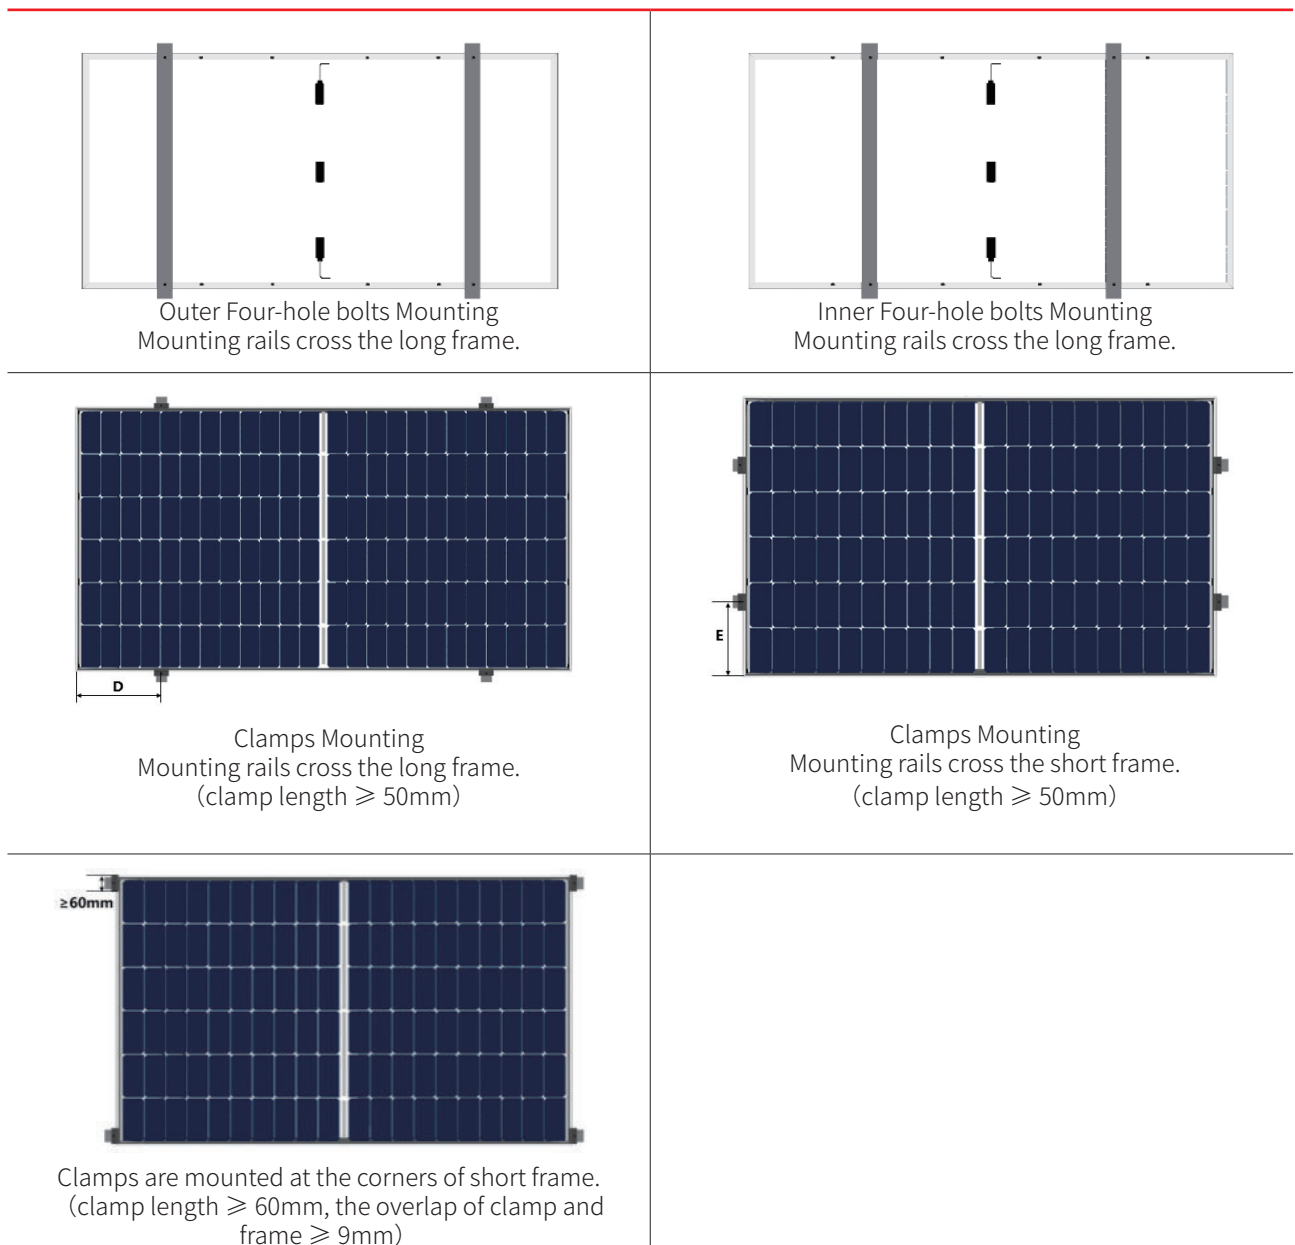 Outer Four-hole bolts Mounting
Mounting rails cross the long frame.
Inner Four-hole bolts Mounting
Mounting rails cross the long frame.
D
Clamps Mounting
Mounting rails cross the long frame.
（clamp length ≥ 50mm）
E
Clamps Mounting
Mounting rails cross the short frame.
（clamp length ≥ 50mm）
≥60mm
Clamps are mounted at the corners of short frame.
（clamp length ≥ 60mm, the overlap of clamp and
frame ≥ 9mm）